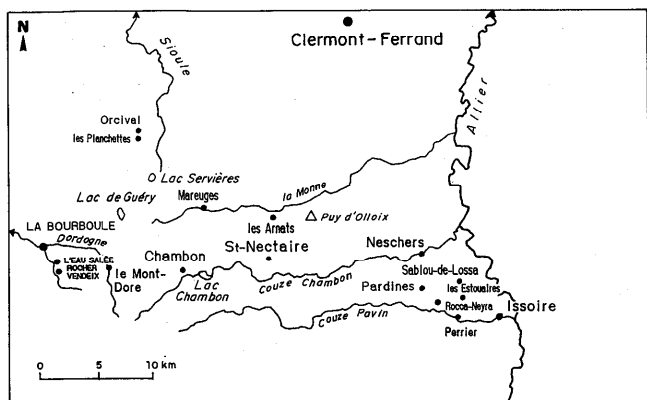 N
Clermont-Ferrand
Sioule
Allier
Orcival
les Planchettes
Lac Servières
Lac de Guéry
Mareuges
la Monne
les Arnats
Puy d'Olloix
LA BOURBOULE
Dordogne
St-Nectaire
Neschers
L'EAU SALÉE
ROCHER
VENDEIX
le Mont-
Dore
Chambon
Lac
Chambon
Couze Chambon
Sablou-de-Lossa
Pardines
les Estouaires
Rocca-Neyra
Issoire
Couze Pavin
Perrier
0 5 10 km